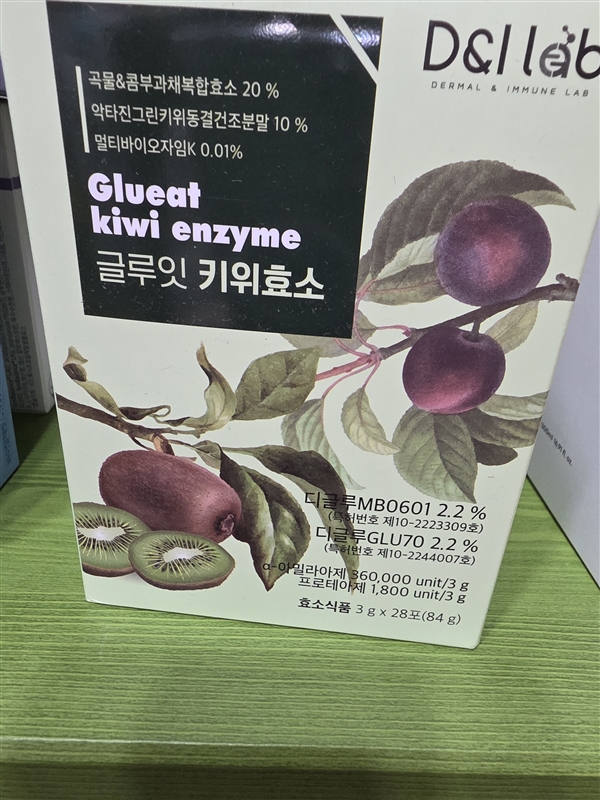 D&I lab
DERMAL & IMMUNE LAB
곡물&콤부과채복합효소 20 %
악타진그린키위동결건조분말 10 %
멀티바이오자임K 0.01%
Glueat
kiwi enzyme
글루잇 키위효소
디글루MB0601 2.2 %
(특허번호 제10-2223309호)
디글루GLU70 2.2 %
(특허번호 제10-2244007호)
α-아밀라아제 360,000 unit/3 g
프로테아제 1,800 unit/3 g
효소식품 3 g x 28포(84 g)